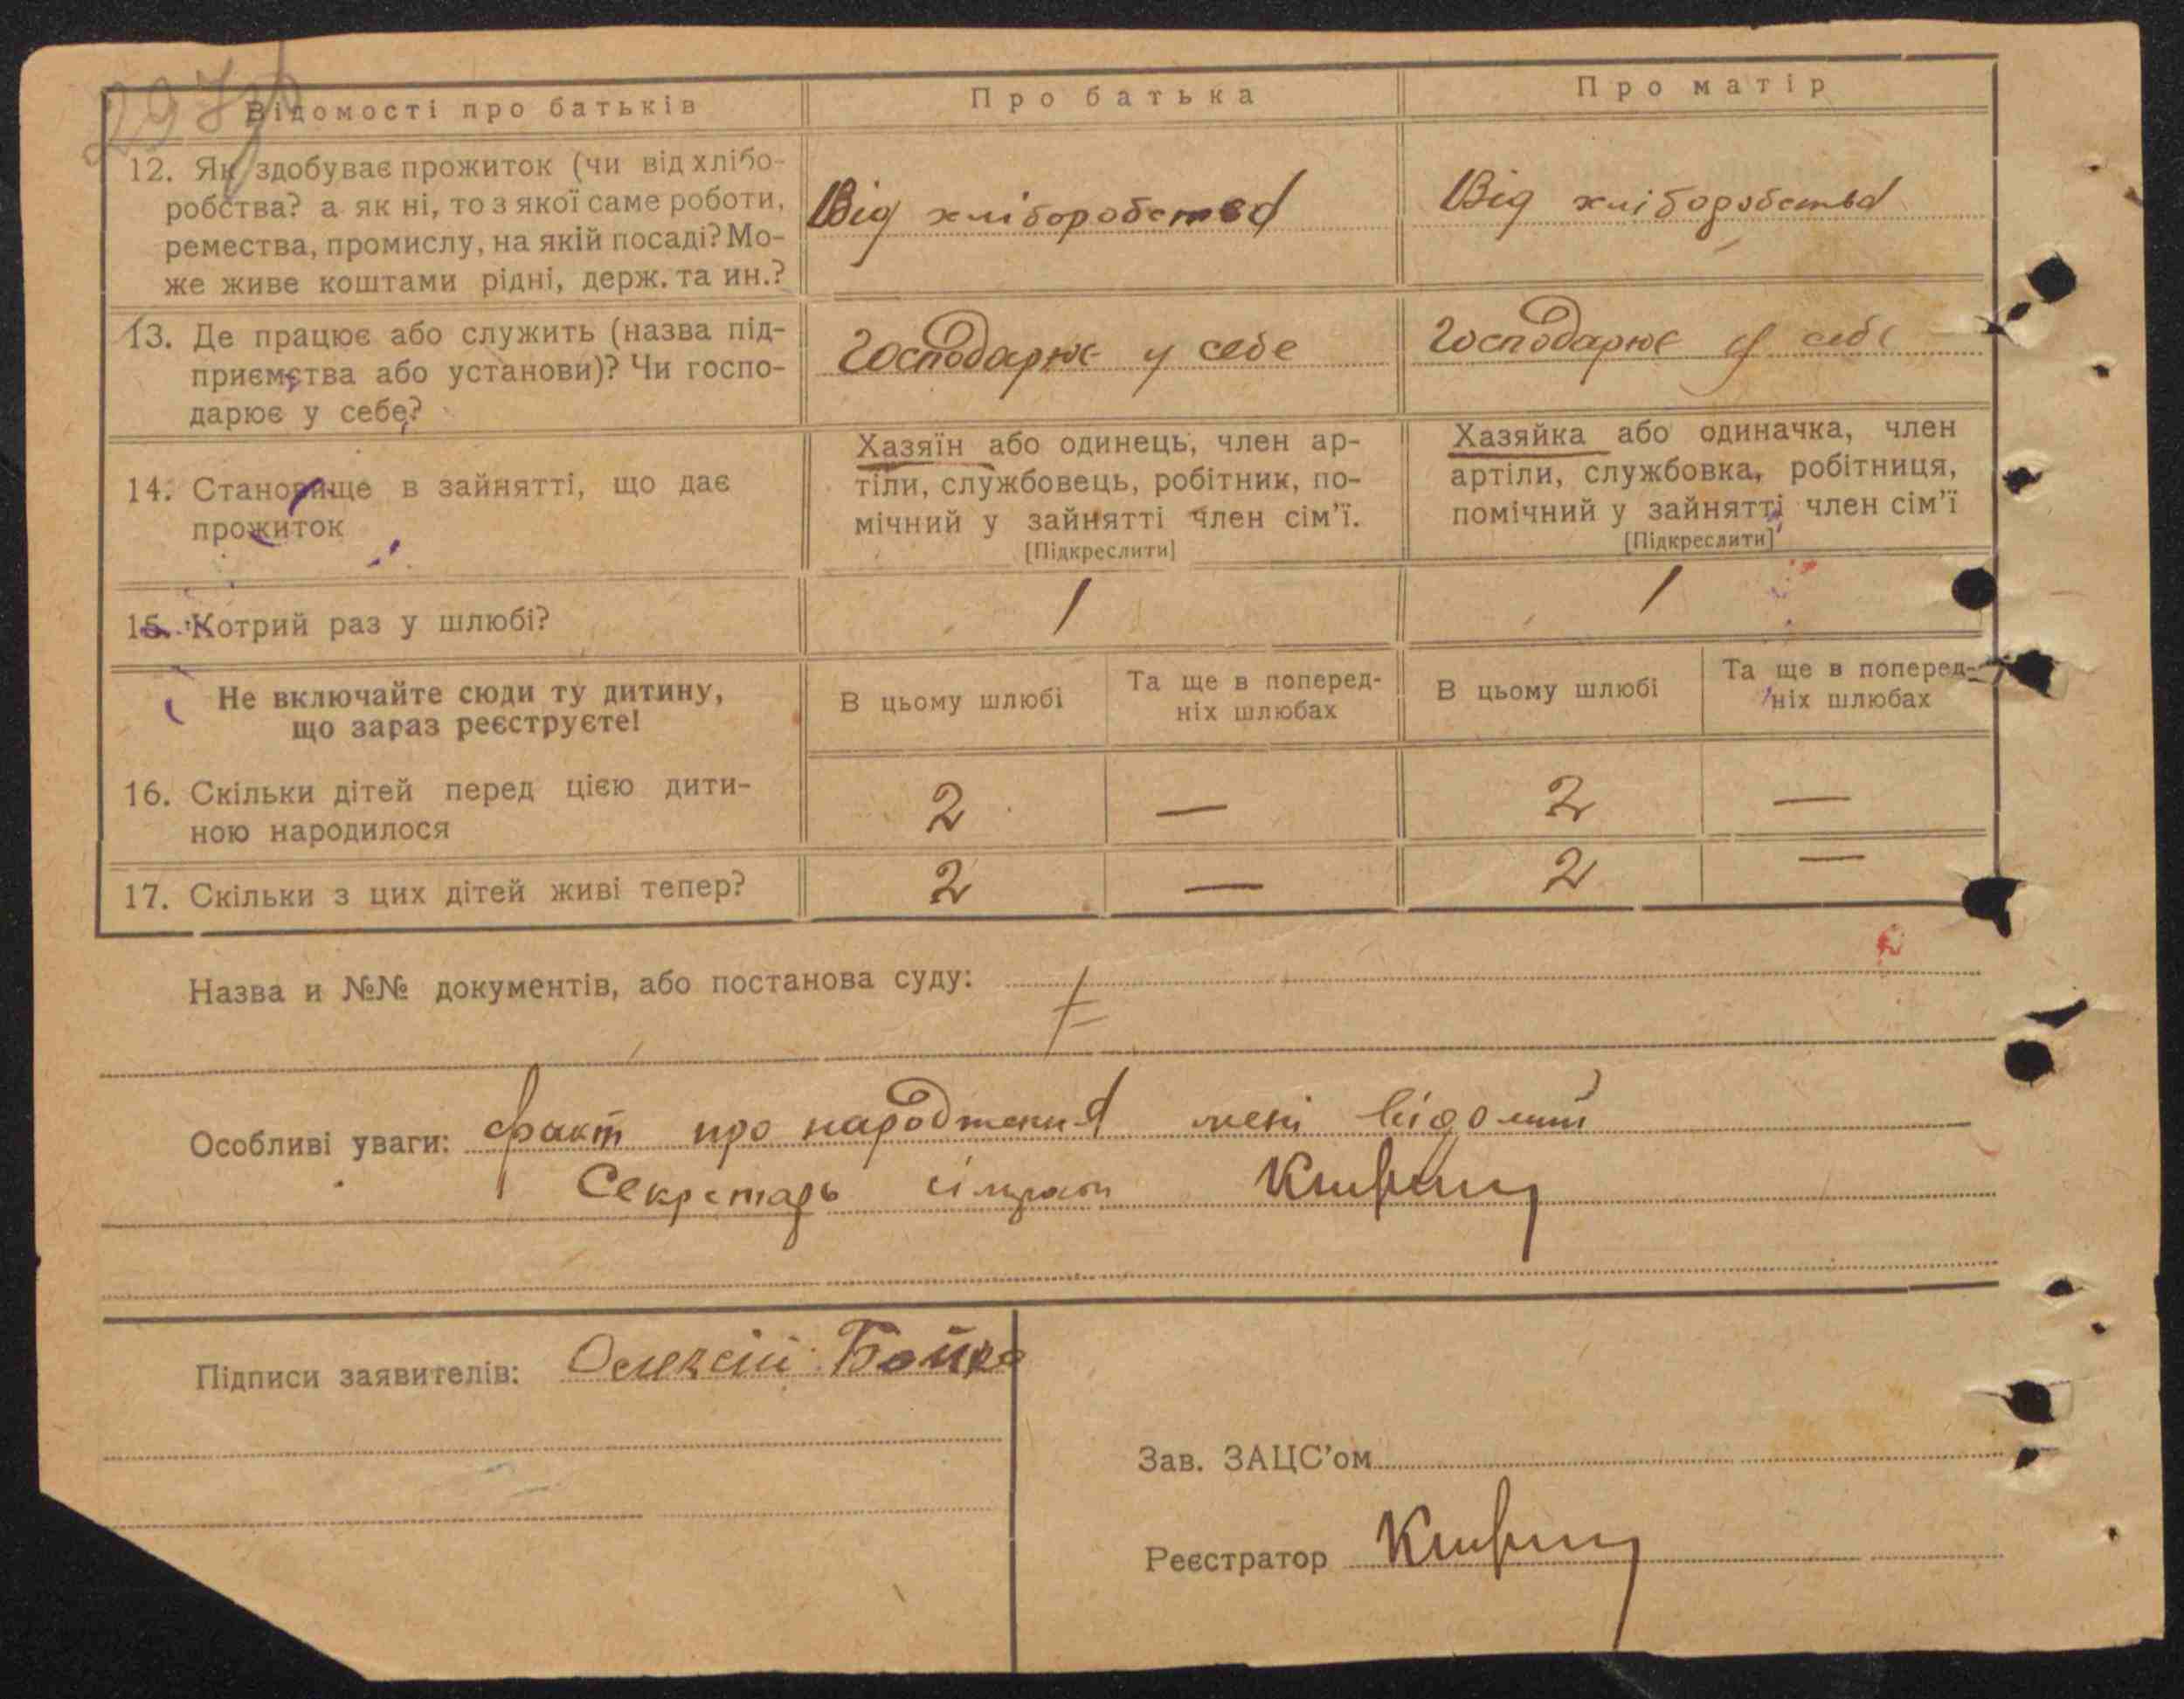 Відомості про батьків
Про батька
Про матір
12. Як здобуває прожиток (чи від хлібо-
робства? а як ні, то з якої саме роботи,
ремества, промислу, на якій посаді? Мо-
же живе коштами рідні, держ. та ин.?
Від хліборобства
Від хліборобства
13. Де працює або служить (назва під-
приємства або установи)? Чи госпо-
дарює у себе?
Господарює у себе
Господарює у себе
14. Становище в зайнятті, що дає
прожиток
Хазяїн або одинець, член ар-
тіли, службовець, робітник, по-
мічний у зайнятті член сім’ї.
[Підкреслити]
Хазяйка або одиначка, член
артіли, службовка, робітниця,
помічний у зайнятті член сім’ї
[Підкреслити]
15. Котрий раз у шлюбі?
1
1
Не включайте сюди ту дитину,
що зараз реєструєте!
В цьому шлюбі
Та ще в поперед-
ніх шлюбах
В цьому шлюбі
Та ще в поперед-
ніх шлюбах
16. Скільки дітей перед цією дити-
ною народилося
2 — 2 —
17. Скільки з цих дітей живі тепер?
2 — 2 —
Назва и №№ документів, або постанова суду:
Особливі уваги: факт про народження мені відомий
Секретарь сільради
Підписи заявителів: Олексій Бойко
Зав. ЗАЦС’ом
Реєстратор